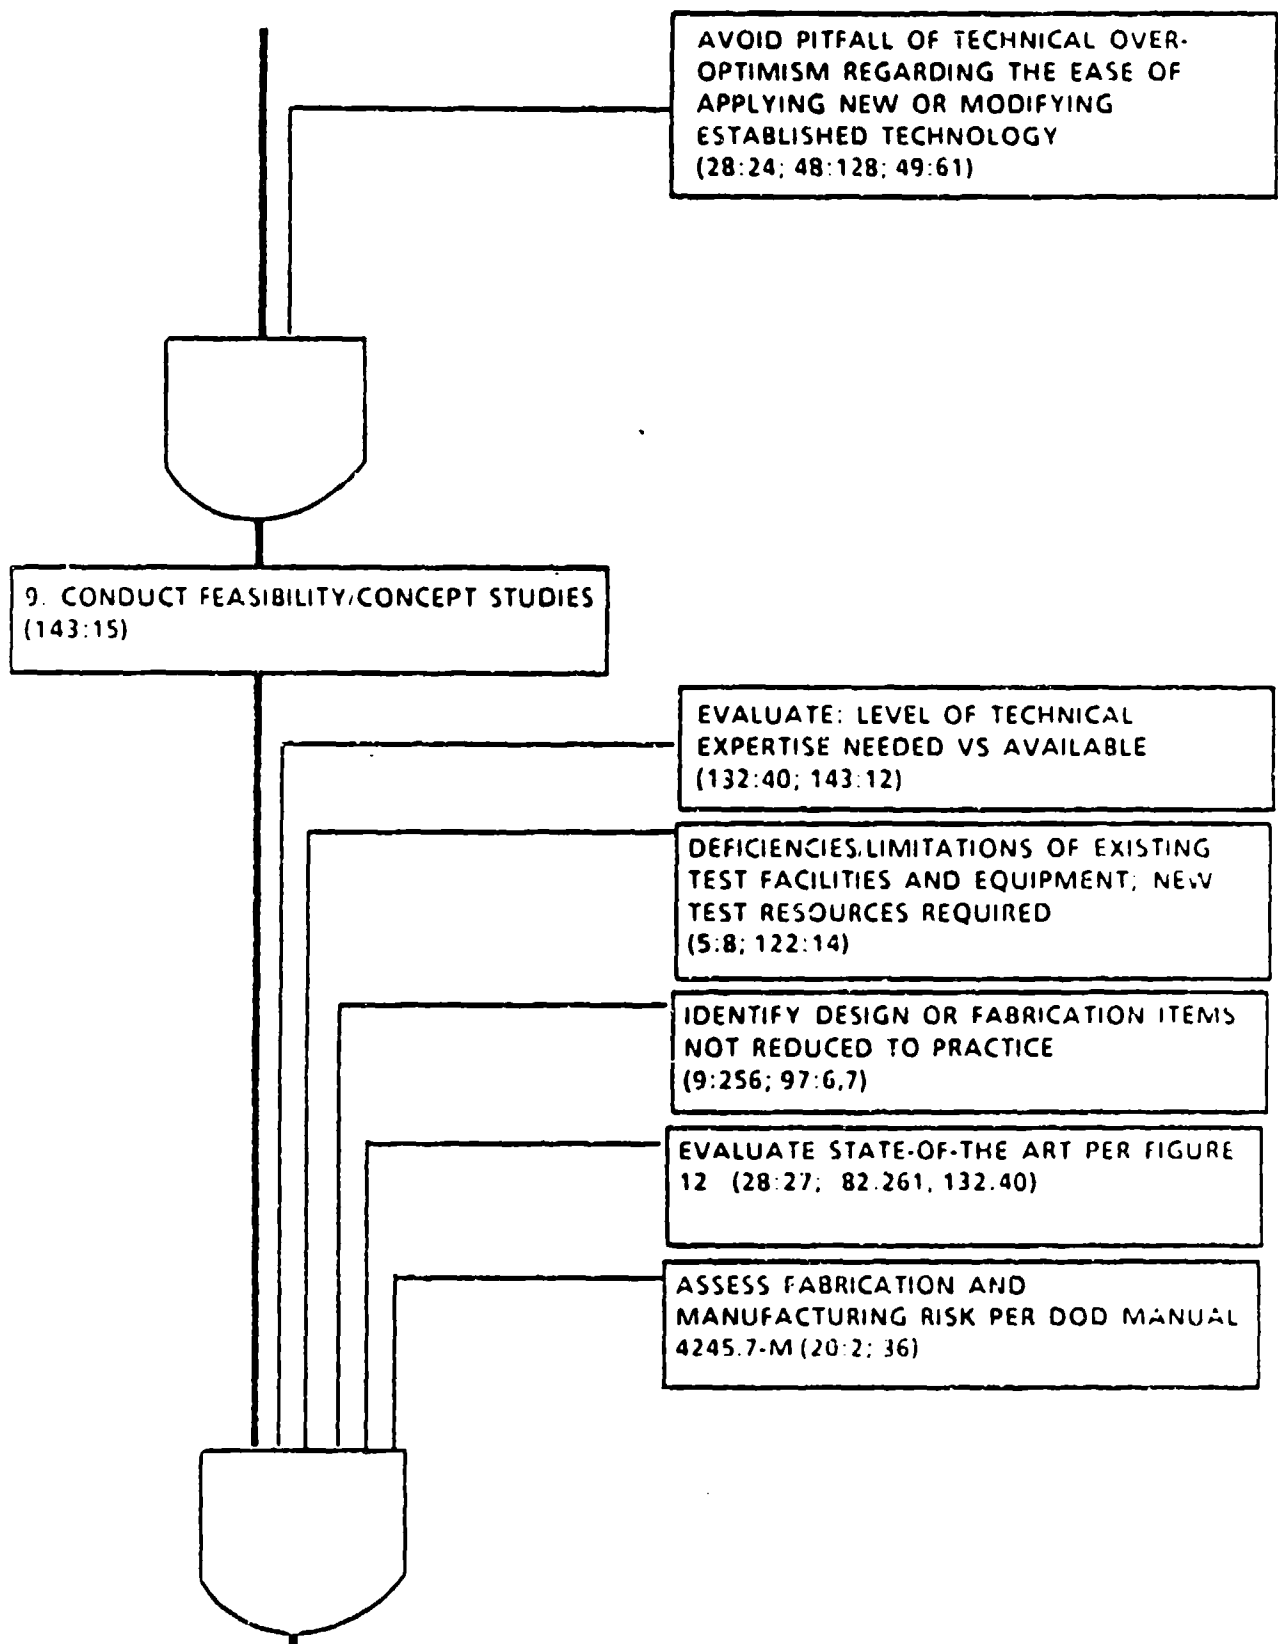 AVOID PITFALL OF TECHNICAL OVER-
OPTIMISM REGARDING THE EASE OF
APPLYING NEW OR MODIFYING
ESTABLISHED TECHNOLOGY
(28:24; 48:128; 49:61)
9. CONDUCT FEASIBILITY/CONCEPT STUDIES
(143:15)
EVALUATE: LEVEL OF TECHNICAL
EXPERTISE NEEDED VS AVAILABLE
(132:40; 143:12)
DEFICIENCIES,LIMITATIONS OF EXISTING
TEST FACILITIES AND EQUIPMENT; NEW
TEST RESOURCES REQUIRED
(5:8; 122:14)
IDENTIFY DESIGN OR FABRICATION ITEMS
NOT REDUCED TO PRACTICE
(9:256; 97:6,7)
EVALUATE STATE-OF-THE ART PER FIGURE
12 (28:27; 82.261, 132.40)
ASSESS FABRICATION AND
MANUFACTURING RISK PER DOD MANUAL
4245.7-M (20:2; 36)